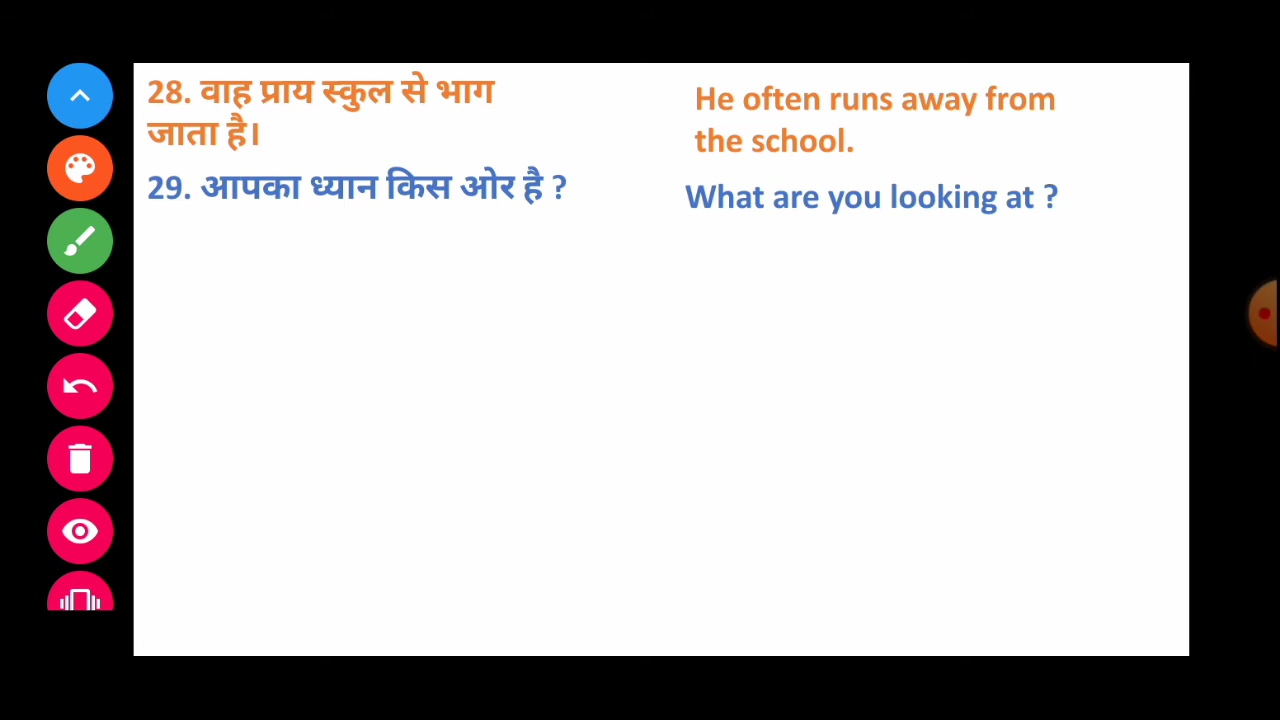 28. वाह प्राय स्कुल से भाग
जाता है।
He often runs away from
the school.
29. आपका ध्यान किस ओर है ?
What are you looking at ?